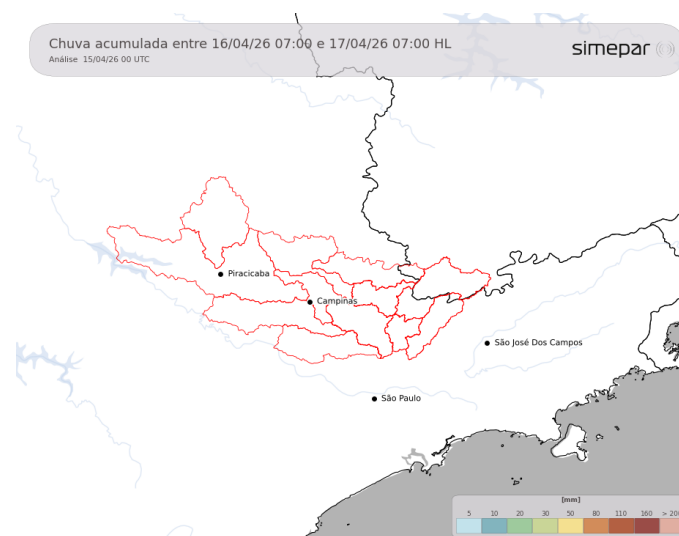 Chuva acumulada entre 16/04/26 07:00 e 17/04/26 07:00 HL
Análise 15/04/26 00 UTC
simepar
Piracicaba
Campinas
São José Dos Campos
São Paulo
[mm]
5 10 20 30 50 80 110 160 > 200